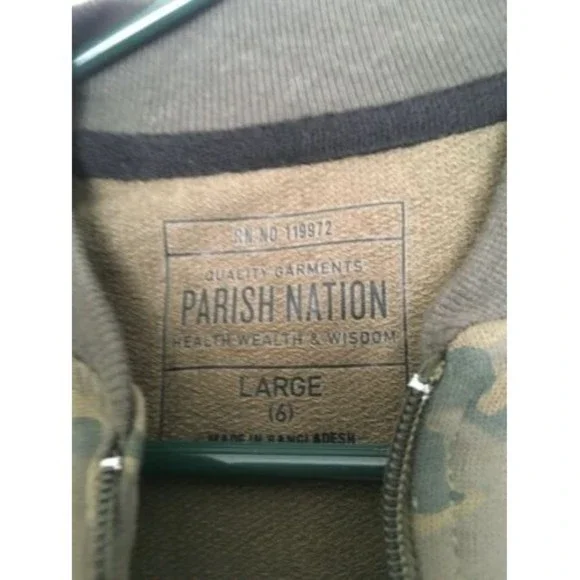 RN NO 119972
QUALITY GARMENTS
PARISH NATION
HEALTH WEALTH & WISDOM
LARGE
(6)
MADE IN BANGLADESH